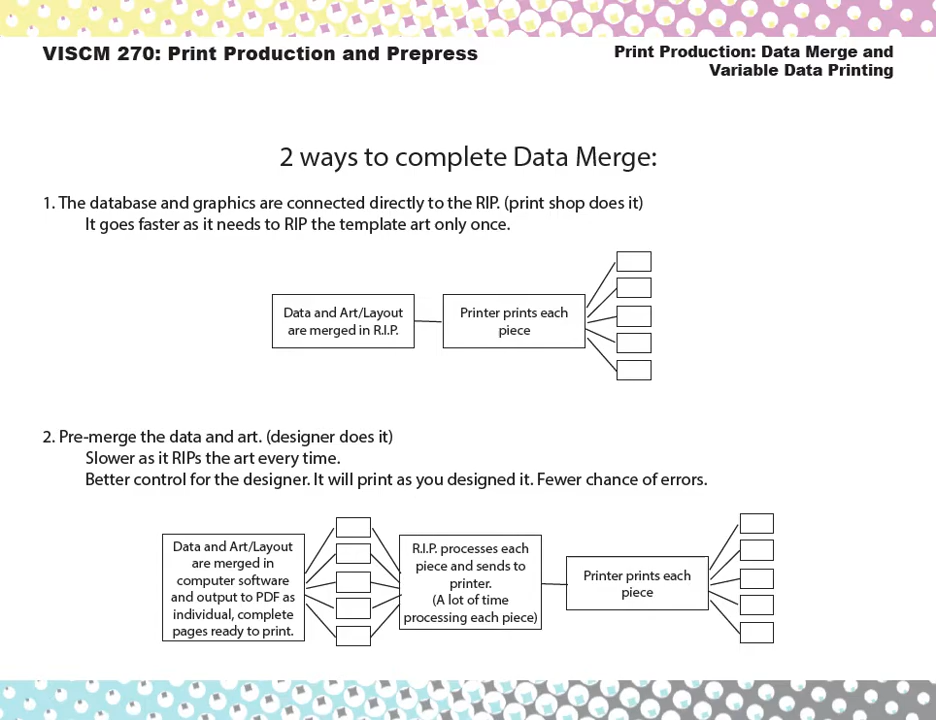 VISCM 270: Print Production and Prepress
Print Production: Data Merge and
Variable Data Printing
2 ways to complete Data Merge:
1. The database and graphics are connected directly to the RIP. (print shop does it)
It goes faster as it needs to RIP the template art only once.
Data and Art/Layout
are merged in R.I.P.
Printer prints each
piece
2. Pre-merge the data and art. (designer does it)
Slower as it RIPs the art every time.
Better control for the designer. It will print as you designed it. Fewer chance of errors.
Data and Art/Layout
are merged in
computer software
and output to PDF as
individual, complete
pages ready to print.
R.I.P. processes each
piece and sends to
printer.
(A lot of time
processing each piece)
Printer prints each
piece